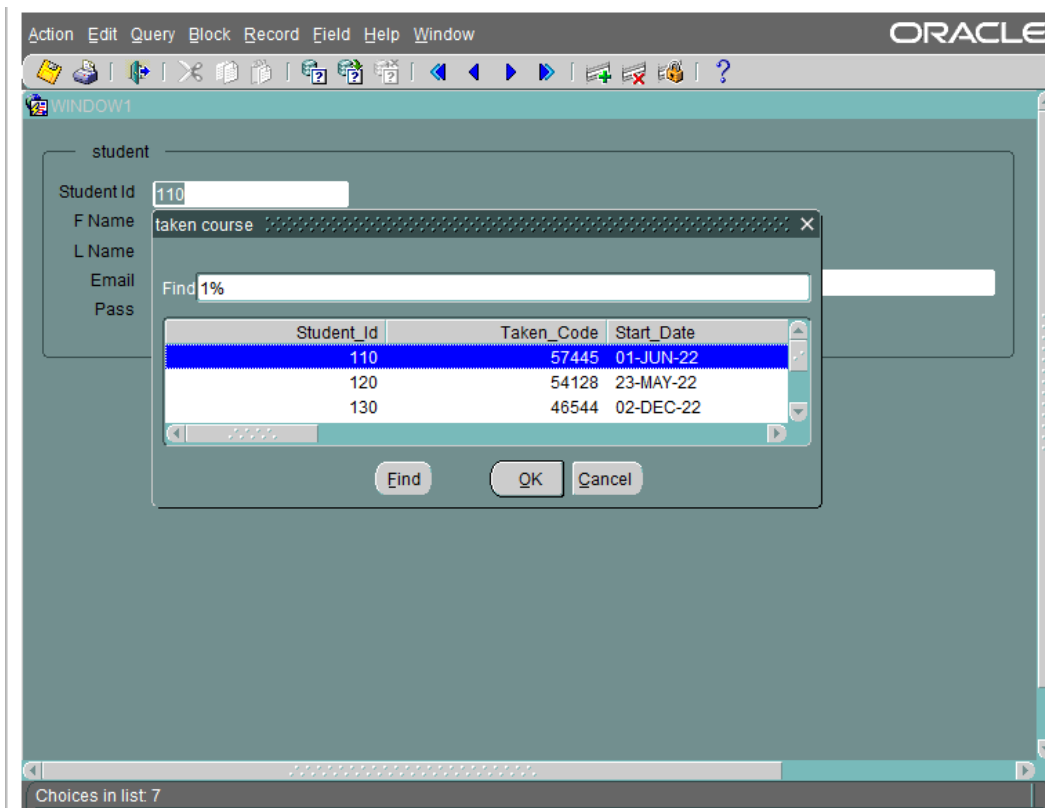 Action Edit Query Block Record Field Help Window ORACLE
WINDOW1
student
Student Id 110
F Name
L Name
Email
Pass
taken course
Find 1%
Student_Id Taken_Code Start_Date
110 57445 01-JUN-22
120 54128 23-MAY-22
130 46544 02-DEC-22
Find OK Cancel
Choices in list: 7